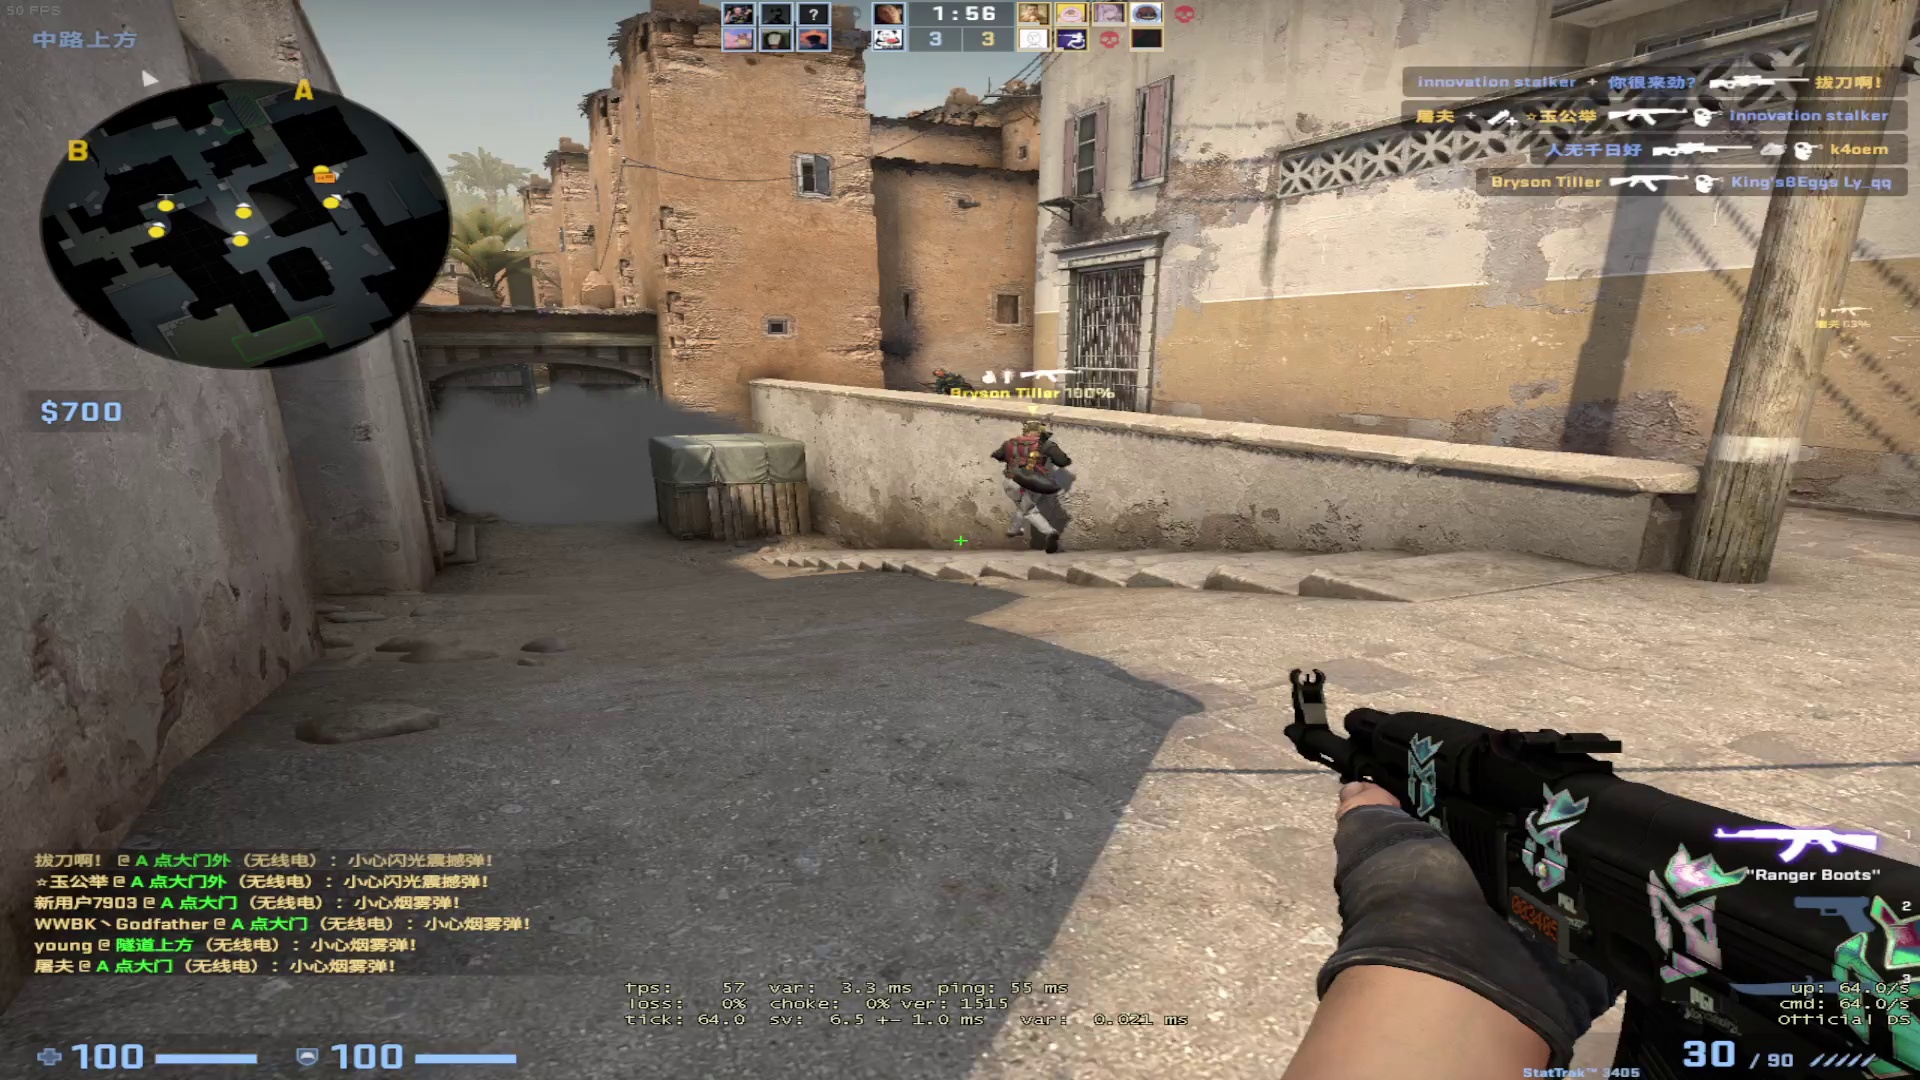 50 FPS
中路上方
A
B
?
1:56
3 3
innovation stalker + 你很来劲? 拔刀啊!
屠夫 + ☆玉公举 innovation stalker
人无千日好 k4oem
Bryson Tiller King'sBEggs Ly_qq
屠夫 63%
$700
Bryson Tiller 100%
拔刀啊! @ A 点大门外 (无线电): 小心闪光震撼弹!
☆玉公举 @ A 点大门外 (无线电): 小心闪光震撼弹!
新用户7903 @ A 点大门 (无线电): 小心烟雾弹!
WWBK丶Godfather @ A 点大门 (无线电): 小心烟雾弹!
young @ 隧道上方 (无线电): 小心烟雾弹!
屠夫 @ A 点大门 (无线电): 小心烟雾弹!
1
"Ranger Boots"
2
3
003405
PGL
fps: 57 var: 3.3 ms ping: 55 ms
loss: 0% choke: 0% ver: 1515
tick: 64.0 sv: 6.5 +- 1.0 ms var: 0.021 ms
up: 64.0/s
cmd: 64.0/s
Official DS
100 100
30 / 90
StatTrak™ 3405